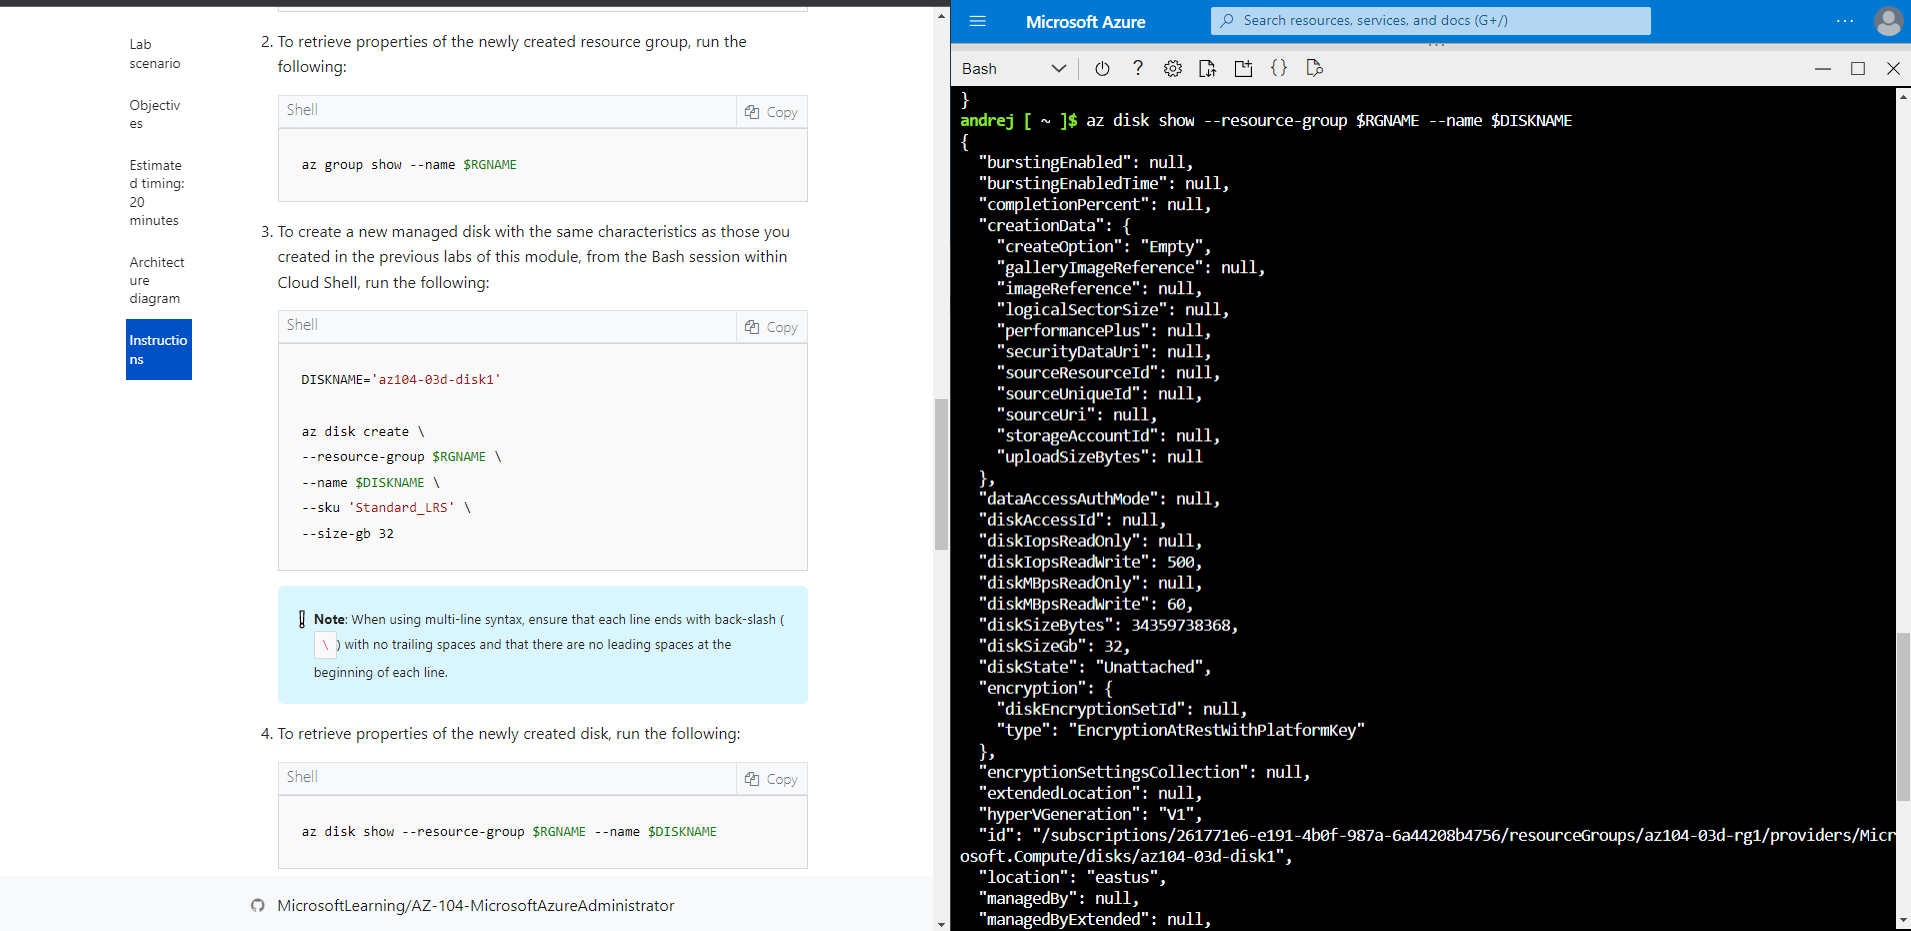 Lab
scenario
Objectiv
es
Estimate
d timing:
20
minutes
Architect
ure
diagram
Instructio
ns
2. To retrieve properties of the newly created resource group, run the
following:
Shell
Copy
az group show --name $RGNAME
3. To create a new managed disk with the same characteristics as those you
created in the previous labs of this module, from the Bash session within
Cloud Shell, run the following:
Shell
Copy
DISKNAME='az104-03d-disk1'
az disk create \
--resource-group $RGNAME \
--name $DISKNAME \
--sku 'Standard_LRS' \
--size-gb 32
Note: When using multi-line syntax, ensure that each line ends with back-slash (
\ ) with no trailing spaces and that there are no leading spaces at the
beginning of each line.
4. To retrieve properties of the newly created disk, run the following:
Shell
Copy
az disk show --resource-group $RGNAME --name $DISKNAME
MicrosoftLearning/AZ-104-MicrosoftAzureAdministrator
Microsoft Azure
Search resources, services, and docs (G+/)
Bash
}
andrej [ ~ ]$ az disk show --resource-group $RGNAME --name $DISKNAME
{
"burstingEnabled": null,
"burstingEnabledTime": null,
"completionPercent": null,
"creationData": {
"createOption": "Empty",
"galleryImageReference": null,
"imageReference": null,
"logicalSectorSize": null,
"performancePlus": null,
"securityDataUri": null,
"sourceResourceId": null,
"sourceUniqueId": null,
"sourceUri": null,
"storageAccountId": null,
"uploadSizeBytes": null
},
"dataAccessAuthMode": null,
"diskAccessId": null,
"diskIopsReadOnly": null,
"diskIopsReadWrite": 500,
"diskMBpsReadOnly": null,
"diskMBpsReadWrite": 60,
"diskSizeBytes": 34359738368,
"diskSizeGb": 32,
"diskState": "Unattached",
"encryption": {
"diskEncryptionSetId": null,
"type": "EncryptionAtRestWithPlatformKey"
},
"encryptionSettingsCollection": null,
"extendedLocation": null,
"hyperVGeneration": "V1",
"id": "/subscriptions/261771e6-e191-4b0f-987a-6a44208b4756/resourceGroups/az104-03d-rg1/providers/Micr
osoft.Compute/disks/az104-03d-disk1",
"location": "eastus",
"managedBy": null,
"managedByExtended": null,